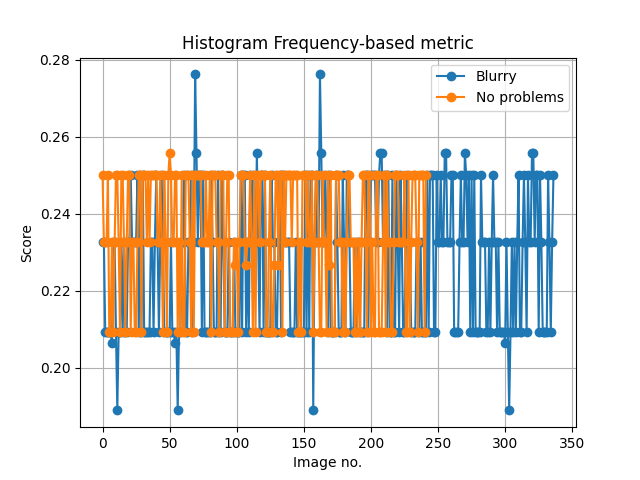 Histogram Frequency-based metric
Blurry
No problems
0.28
0.26
0.24
0.22
0.20
Score
0 50 100 150 200 250 300 350
Image no.